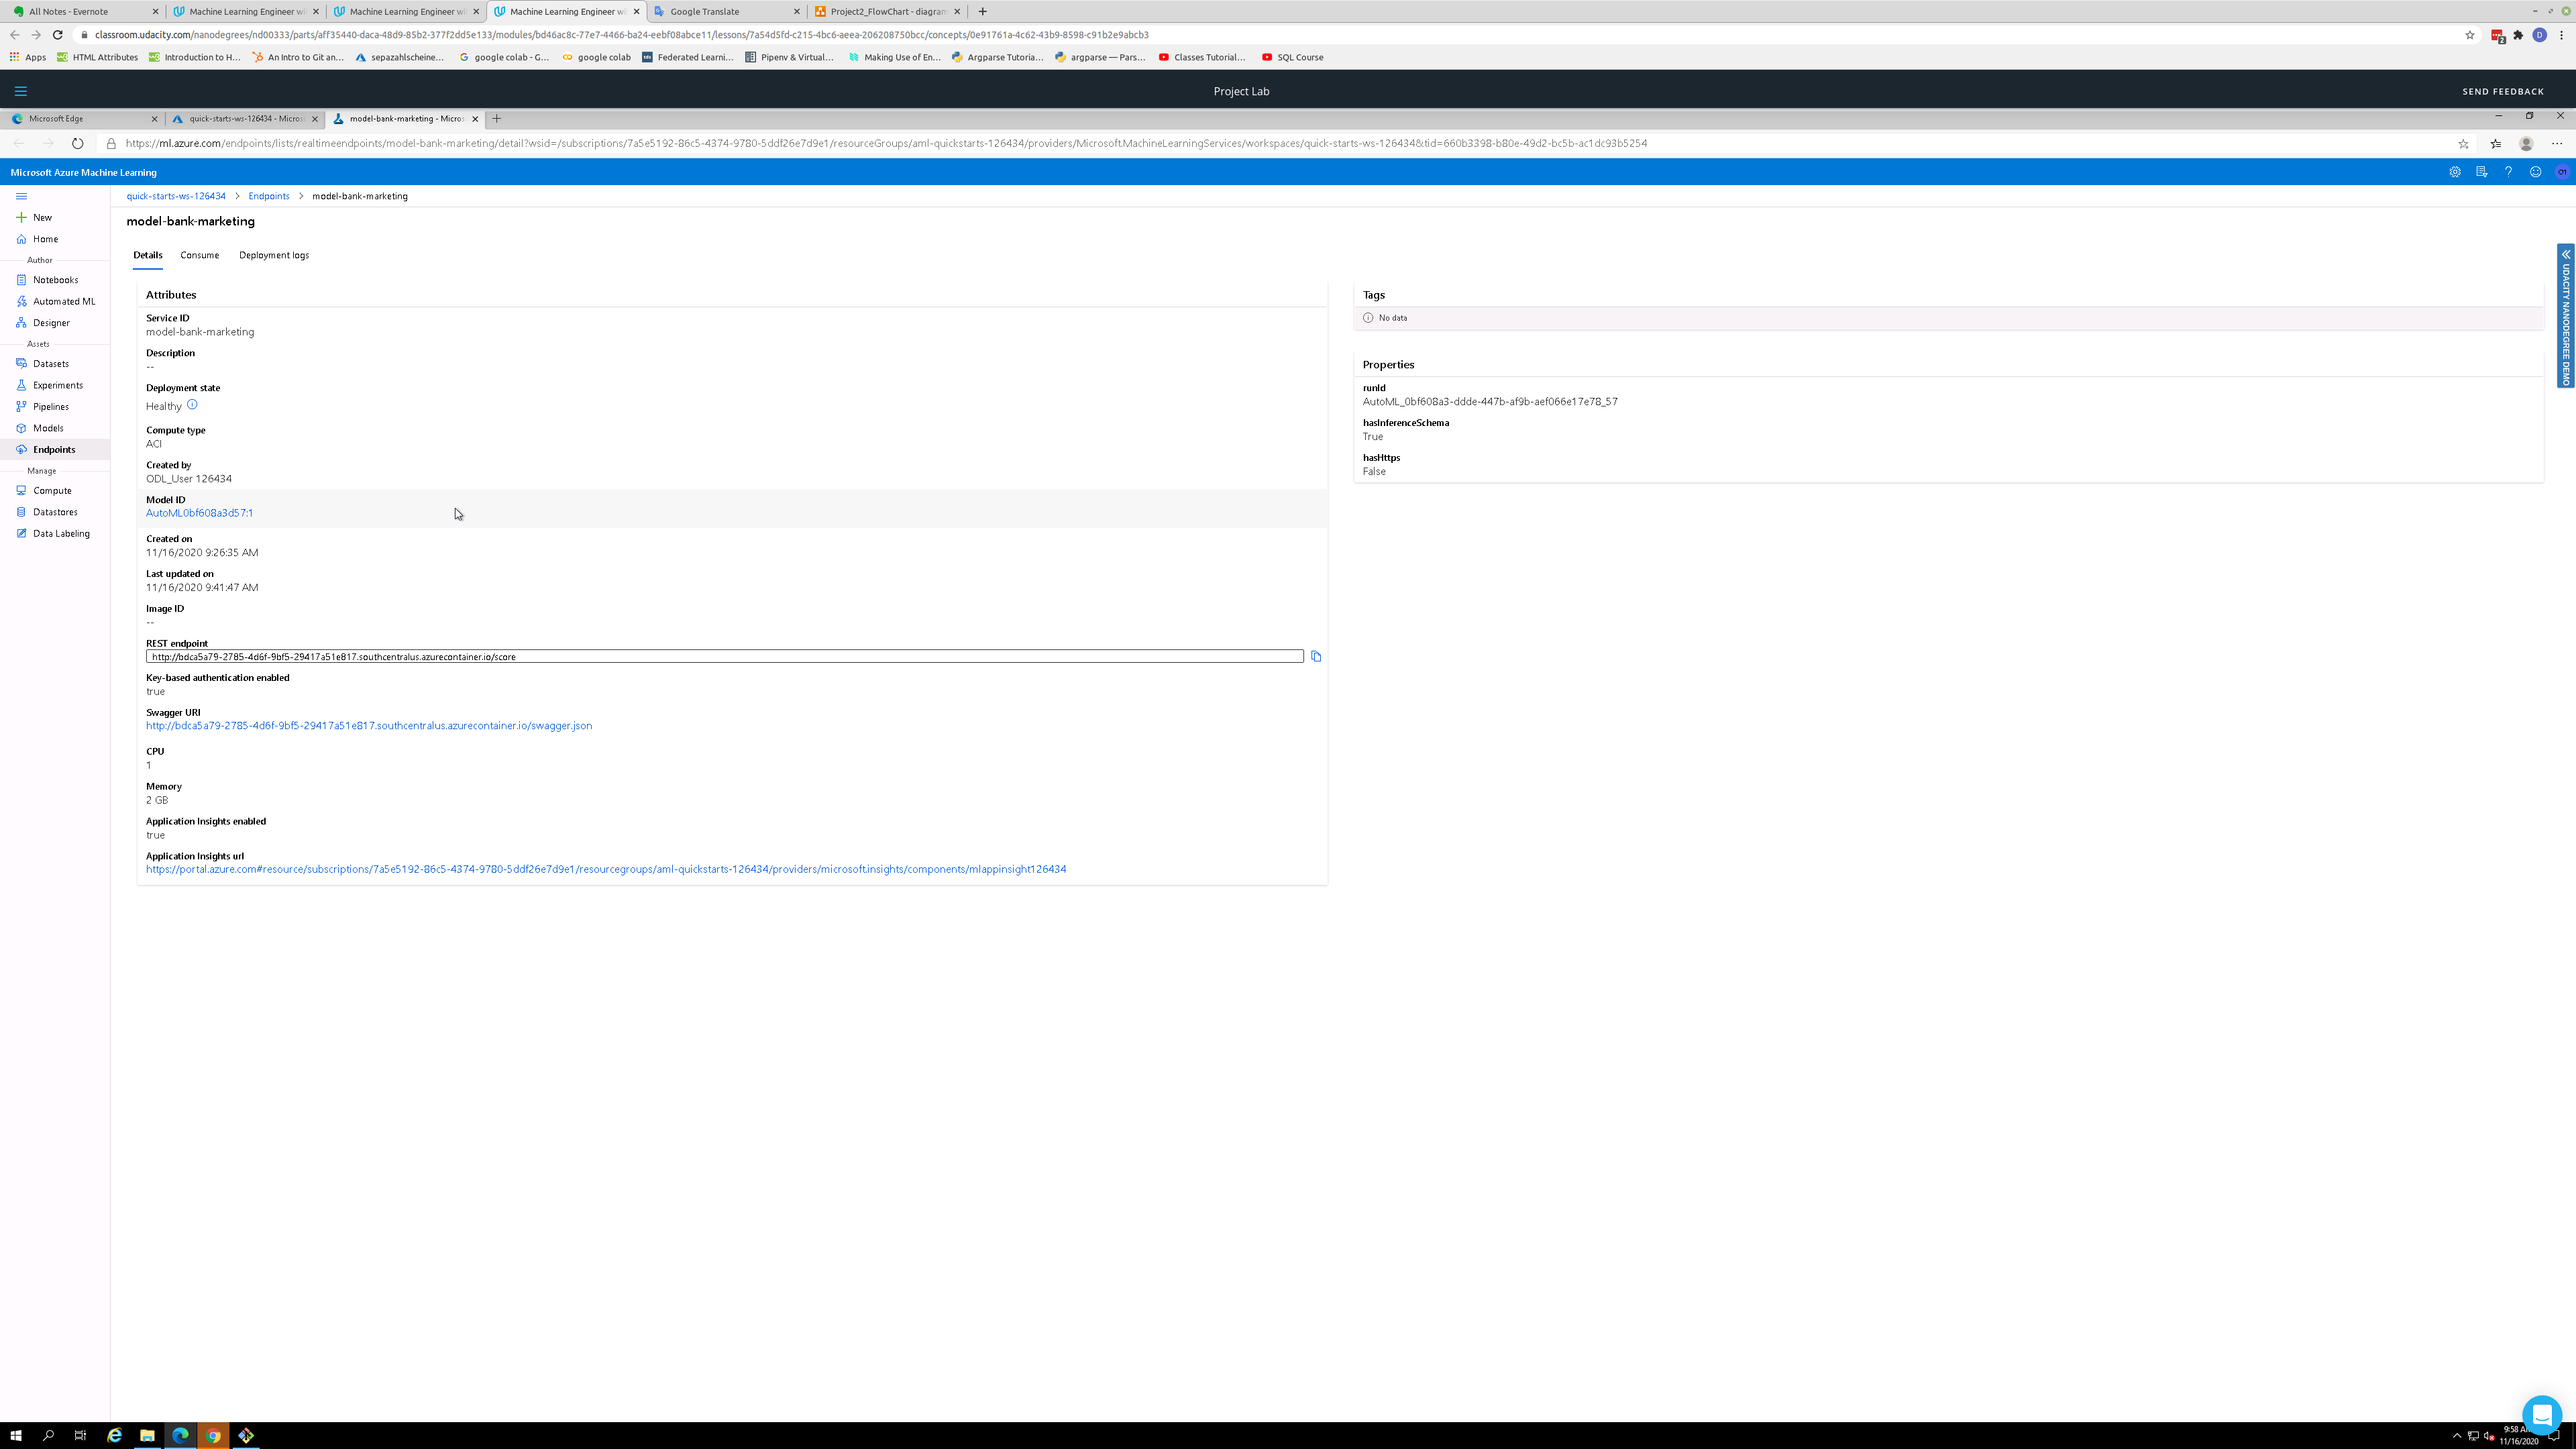 All Notes - Evernote
Machine Learning Engineer wi
Machine Learning Engineer wi
Machine Learning Engineer wi
Google Translate
Project2_FlowChart - diagram
classroom.udacity.com/nanodegrees/nd00333/parts/aff35440-daca-48d9-85b2-377f2dd5e133/modules/bd46ac8c-77e7-4466-ba24-eebf08abce11/lessons/7a54d5fd-c215-4bc6-aeea-206208750bcc/concepts/0e91761a-4c62-43b9-8598-c91b2e9abcb3
Apps
HTML Attributes
Introduction to H...
An Intro to Git an...
sepazahlscheine...
google colab - G...
google colab
Federated Learni...
Pipenv & Virtual...
Making Use of En...
Argparse Tutoria...
argparse — Pars...
Classes Tutorial...
SQL Course
Project Lab
SEND FEEDBACK
Microsoft Edge
quick-starts-ws-126434 - Micros
model-bank-marketing - Micros
https://ml.azure.com/endpoints/lists/realtimeendpoints/model-bank-marketing/detail?wsid=/subscriptions/7a5e5192-86c5-4374-9780-5ddf26e7d9e1/resourceGroups/aml-quickstarts-126434/providers/Microsoft.MachineLearningServices/workspaces/quick-starts-ws-126434&tid=660b3398-b80e-49d2-bc5b-ac1dc93b5254
Microsoft Azure Machine Learning
New
Home
Author
Notebooks
Automated ML
Designer
Assets
Datasets
Experiments
Pipelines
Models
Endpoints
Manage
Compute
Datastores
Data Labeling
quick-starts-ws-126434 > Endpoints > model-bank-marketing
model-bank-marketing
Details Consume Deployment logs
Attributes
Service ID
model-bank-marketing
Description
--
Deployment state
Healthy
Compute type
ACI
Created by
ODL_User 126434
Model ID
AutoML0bf608a3d57:1
Created on
11/16/2020 9:26:35 AM
Last updated on
11/16/2020 9:41:47 AM
Image ID
--
REST endpoint
http://bdca5a79-2785-4d6f-9bf5-29417a51e817.southcentralus.azurecontainer.io/score
Key-based authentication enabled
true
Swagger URI
http://bdca5a79-2785-4d6f-9bf5-29417a51e817.southcentralus.azurecontainer.io/swagger.json
CPU
1
Memory
2 GB
Application Insights enabled
true
Application Insights url
https://portal.azure.com#resource/subscriptions/7a5e5192-86c5-4374-9780-5ddf26e7d9e1/resourcegroups/aml-quickstarts-126434/providers/microsoft.insights/components/mlappinsight126434
Tags
No data
Properties
runId
AutoML_0bf608a3-ddde-447b-af9b-aef066e17e78_57
hasInferenceSchema
True
hasHttps
False
UDACITY NANODEGREE DEMO
9:58
11/16/2020